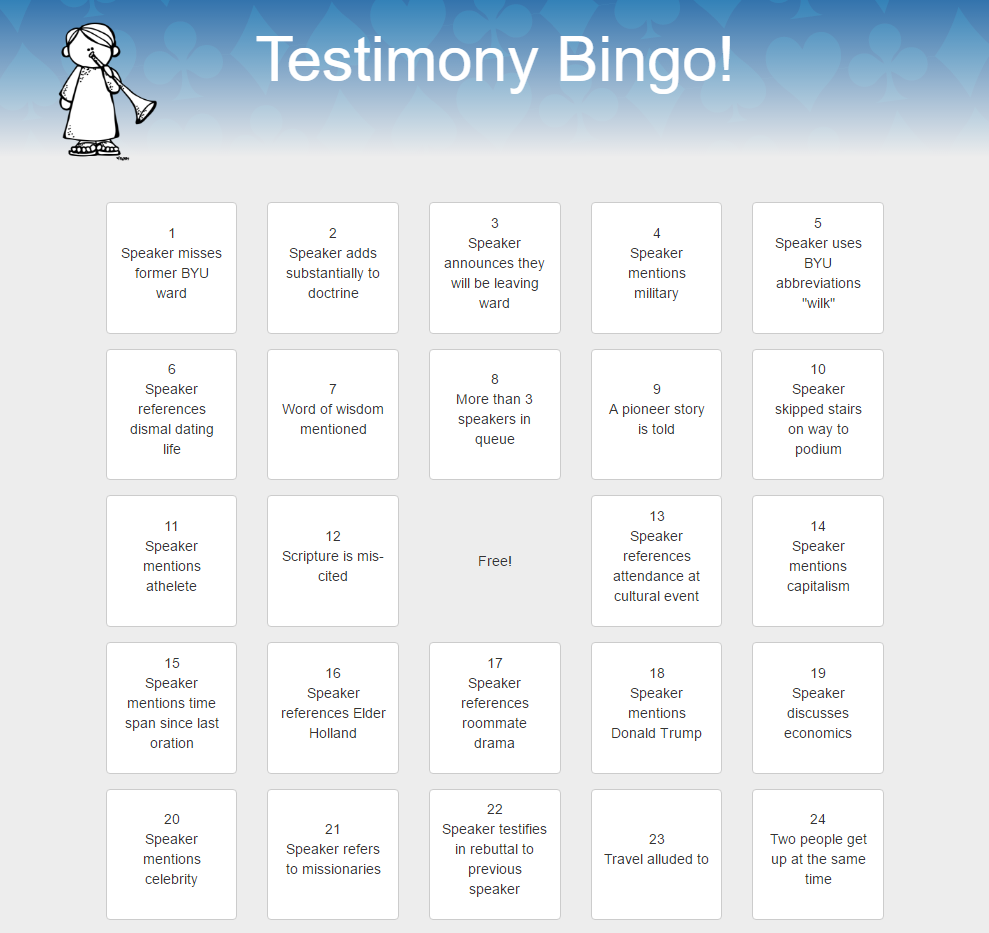 Testimony Bingo!
1
Speaker misses
former BYU
ward
2
Speaker adds
substantially to
doctrine
3
Speaker
announces they
will be leaving
ward
4
Speaker
mentions
military
5
Speaker uses
BYU
abbreviations
"wilk"
6
Speaker
references
dismal dating
life
7
Word of wisdom
mentioned
8
More than 3
speakers in
queue
9
A pioneer story
is told
10
Speaker
skipped stairs
on way to
podium
11
Speaker
mentions
athelete
12
Scripture is mis-
cited
Free!
13
Speaker
references
attendance at
cultural event
14
Speaker
mentions
capitalism
15
Speaker
mentions time
span since last
oration
16
Speaker
references Elder
Holland
17
Speaker
references
roommate
drama
18
Speaker
mentions
Donald Trump
19
Speaker
discusses
economics
20
Speaker
mentions
celebrity
21
Speaker refers
to missionaries
22
Speaker testifies
in rebuttal to
previous
speaker
23
Travel alluded to
24
Two people get
up at the same
time